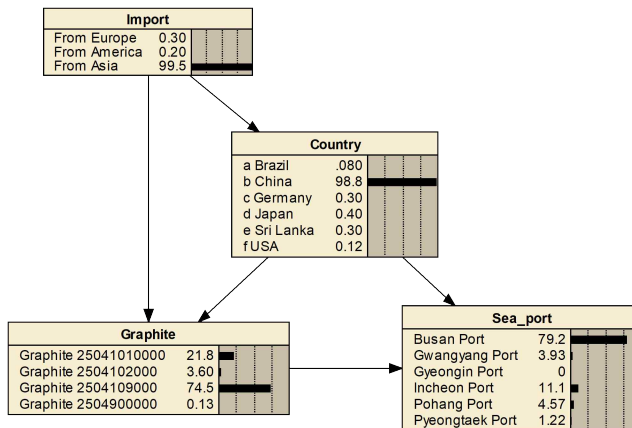 Import
From Europe 0.30
From America 0.20
From Asia 99.5
Country
a Brazil .080
b China 98.8
c Germany 0.30
d Japan 0.40
e Sri Lanka 0.30
f USA 0.12
Graphite
Graphite 25041010000 21.8
Graphite 2504102000 3.60
Graphite 2504109000 74.5
Graphite 2504900000 0.13
Sea_port
Busan Port 79.2
Gwangyang Port 3.93
Gyeongin Port 0
Incheon Port 11.1
Pohang Port 4.57
Pyeongtaek Port 1.22